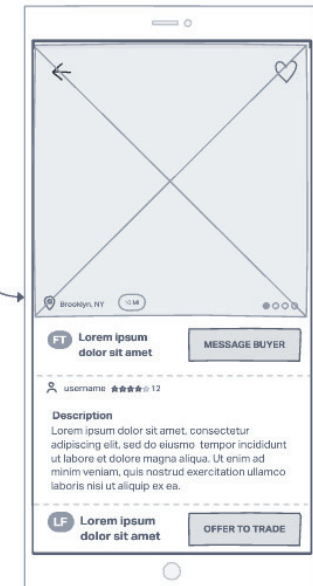 Brooklyn, NY
<1 MI
FT
Lorem ipsum
dolor sit amet
MESSAGE BUYER
username
12
Description
Lorem ipsum dolor sit amet, consectetur
adipiscing elit, sed do eiusmo tempor incididunt
ut labore et dolore magna aliqua. Ut enim ad
minim veniam, quis nostrud exercitation ullamco
laboris nisi ut aliquip ex ea.
LF
Lorem ipsum
dolor sit amet
OFFER TO TRADE